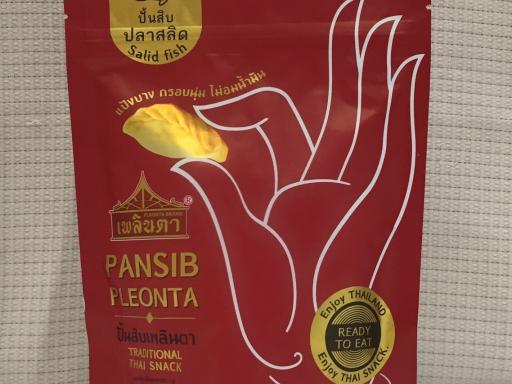 ปั้นสิบ
ปลาสลิด
Salid fish
แป้งบาง กรอบนุ่ม ไม่อมน้ำมัน
PLEONTA BRAND
®
เพลินตา
PANSIB
PLEONTA
ปั้นสิบเพลินตา
TRADITIONAL
THAI SNACK
Enjoy THAILAND
READY
TO EAT
Enjoy THAI SNACK.